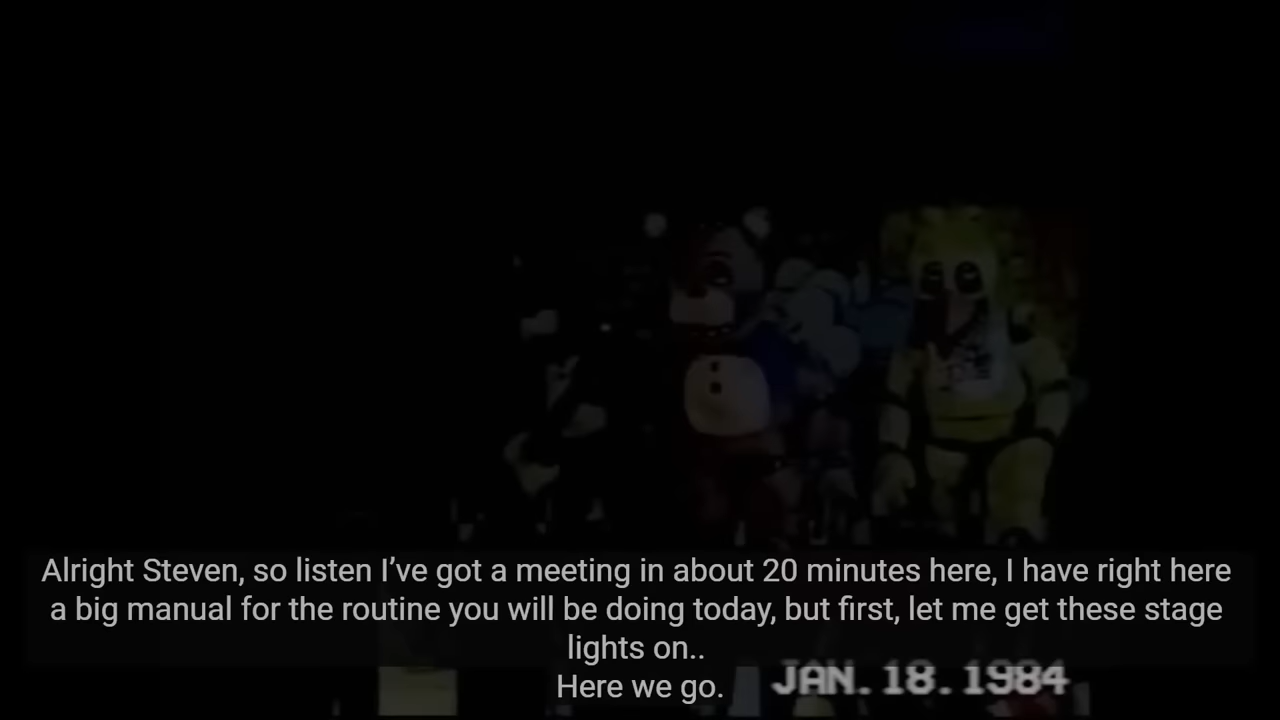 Alright Steven, so listen I’ve got a meeting in about 20 minutes here, I have right here
a big manual for the routine you will be doing today, but first, let me get these stage
lights on..
Here we go.
JAN. 18. 1984